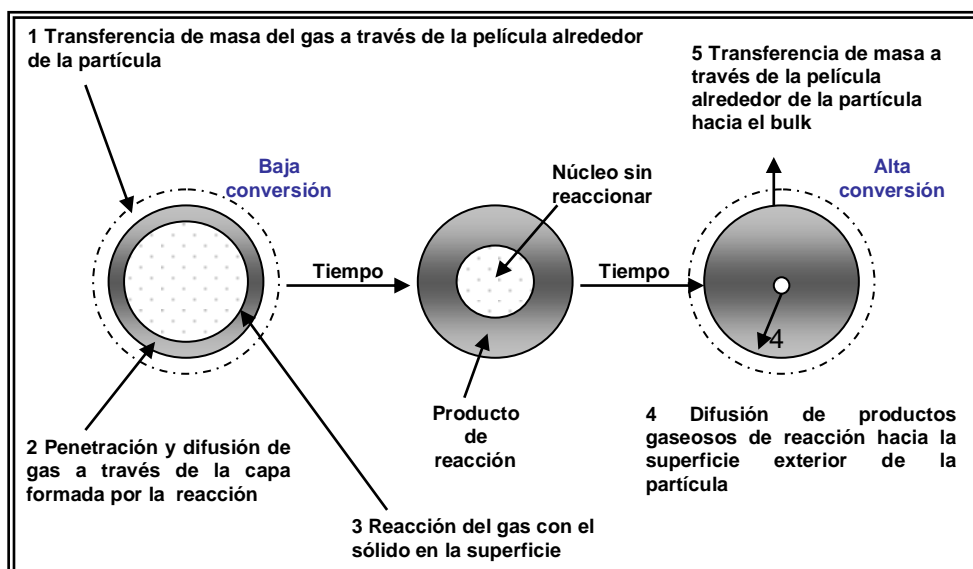 1 Transferencia de masa del gas a través de la película alrededor
de la partícula
5 Transferencia de masa a
través de la película
alrededor de la partícula
hacia el bulk
Baja
conversión
Núcleo sin
reaccionar
Alta
conversión
Tiempo
Tiempo
4
Producto
de
reacción
2 Penetración y difusión de
gas a través de la capa
formada por la reacción
4 Difusión de productos
gaseosos de reacción hacia la
superficie exterior de la
partícula
3 Reacción del gas con el
sólido en la superficie